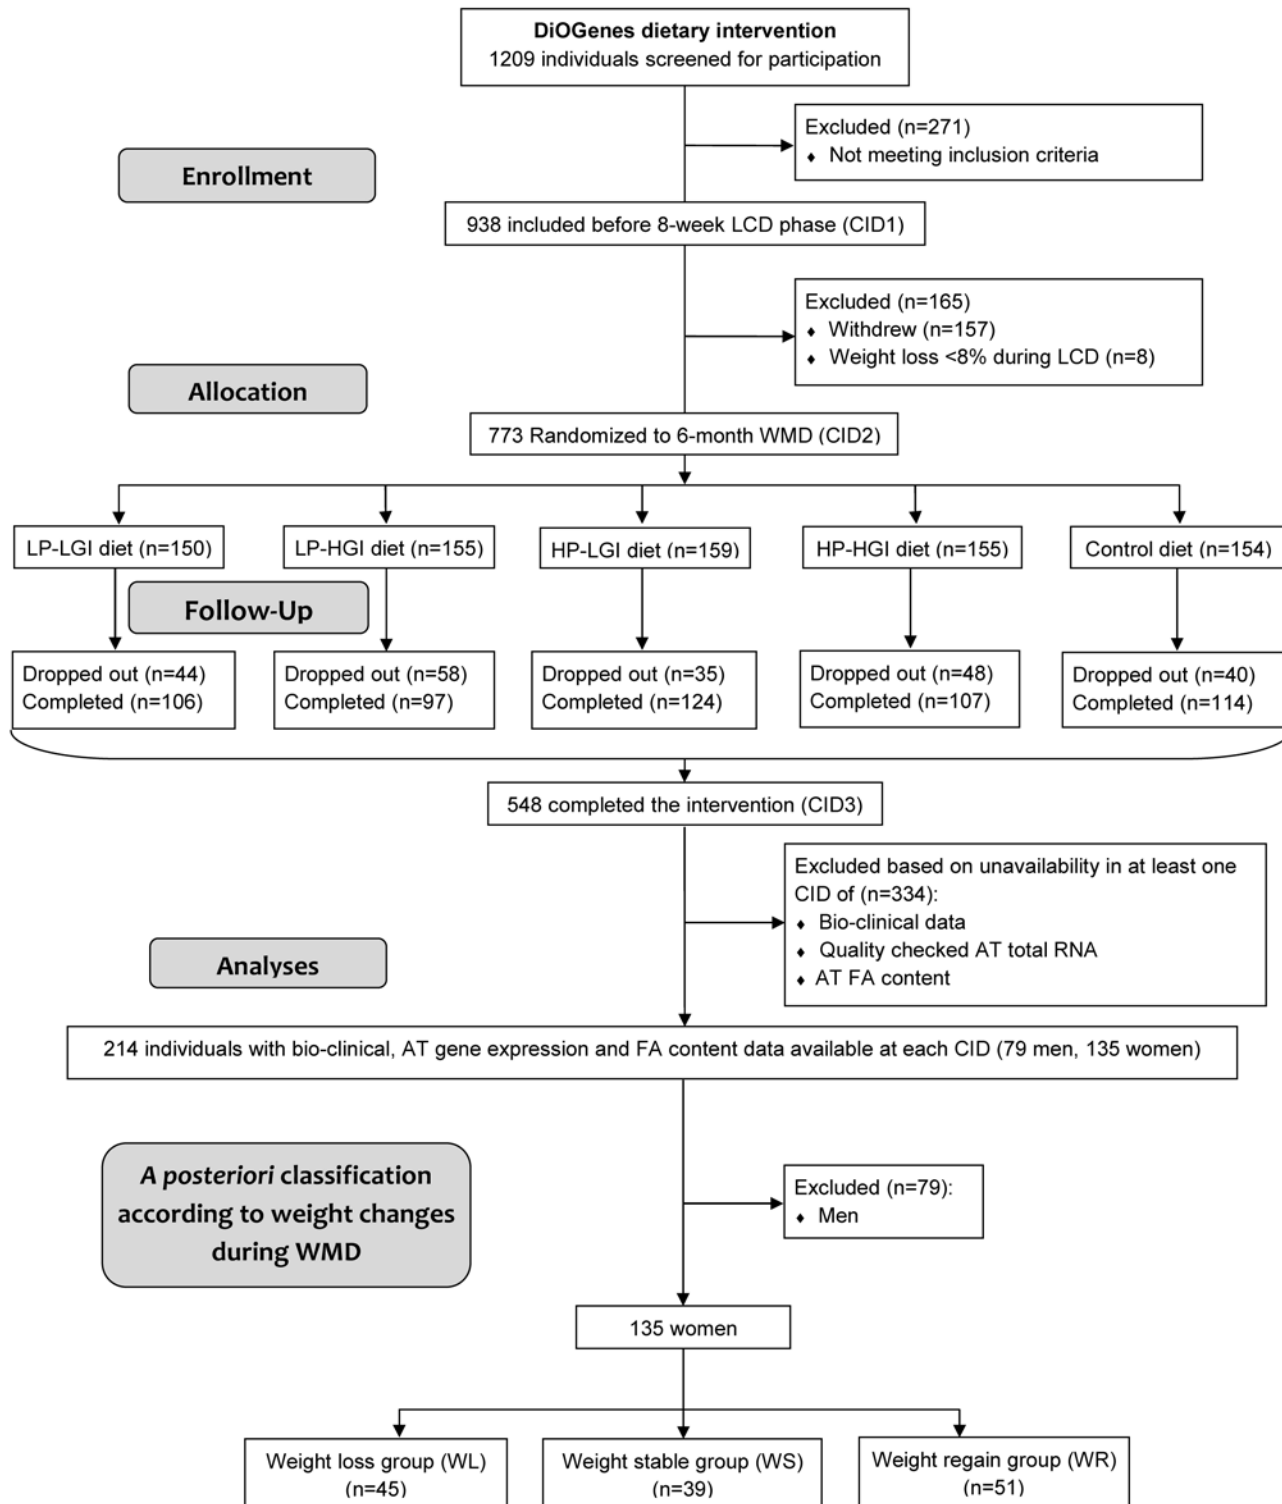 DiOGenes dietary intervention
1209 individuals screened for participation
Excluded (n=271)
♦ Not meeting inclusion criteria
Enrollment
938 included before 8-week LCD phase (CID1)
Excluded (n=165)
♦ Withdrew (n=157)
♦ Weight loss <8% during LCD (n=8)
Allocation
773 Randomized to 6-month WMD (CID2)
LP-LGI diet (n=150)
LP-HGI diet (n=155)
HP-LGI diet (n=159)
HP-HGI diet (n=155)
Control diet (n=154)
Follow-Up
Dropped out (n=44)
Completed (n=106)
Dropped out (n=58)
Completed (n=97)
Dropped out (n=35)
Completed (n=124)
Dropped out (n=48)
Completed (n=107)
Dropped out (n=40)
Completed (n=114)
548 completed the intervention (CID3)
Excluded based on unavailability in at least one
CID of (n=334):
♦ Bio-clinical data
♦ Quality checked AT total RNA
♦ AT FA content
Analyses
214 individuals with bio-clinical, AT gene expression and FA content data available at each CID (79 men, 135 women)
A posteriori classification
according to weight changes
during WMD
Excluded (n=79):
♦ Men
135 women
Weight loss group (WL)
(n=45)
Weight stable group (WS)
(n=39)
Weight regain group (WR)
(n=51)